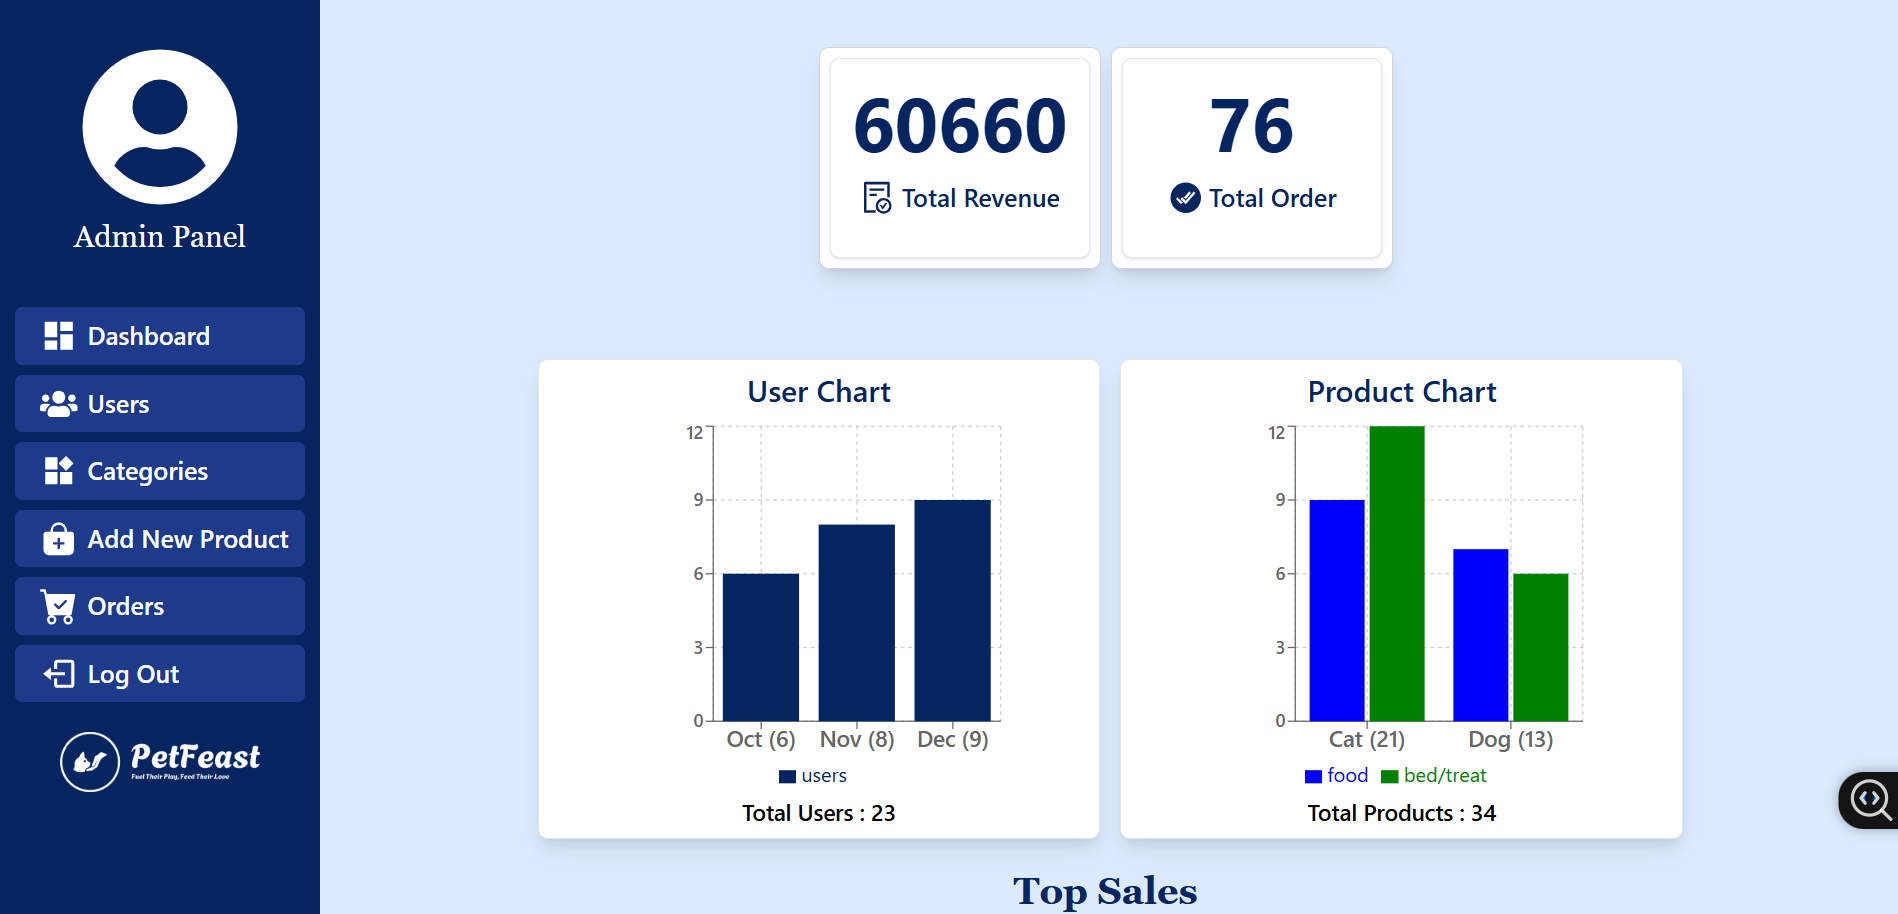 Admin Panel
Dashboard
Users
Categories
Add New Product
Orders
Log Out
PetFeast
Fuel Their Play, Feed Their Love
60660
Total Revenue
76
Total Order
User Chart
12
9
6
3
0
Oct (6) Nov (8) Dec (9)
users
Total Users : 23
Product Chart
12
9
6
3
0
Cat (21) Dog (13)
food bed/treat
Total Products : 34
Top Sales